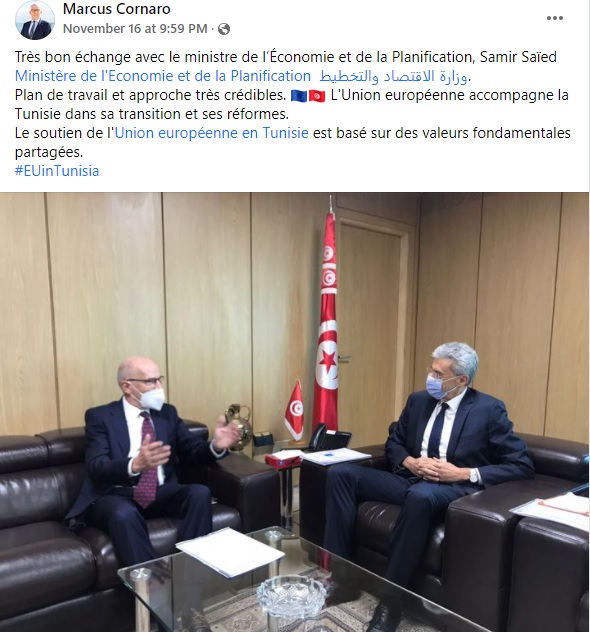 Marcus Cornaro
November 16 at 9:59 PM ·
Très bon échange avec le ministre de l'Économie et de la Planification, Samir Saïed
Ministère de l'Economie et de la Planification وزارة الاقتصاد والتخطيط.
Plan de travail et approche très crédibles. 🇪🇺🇹🇳 L'Union européenne accompagne la
Tunisie dans sa transition et ses réformes.
Le soutien de l'Union européenne en Tunisie est basé sur des valeurs fondamentales
partagées.
#EUinTunisia